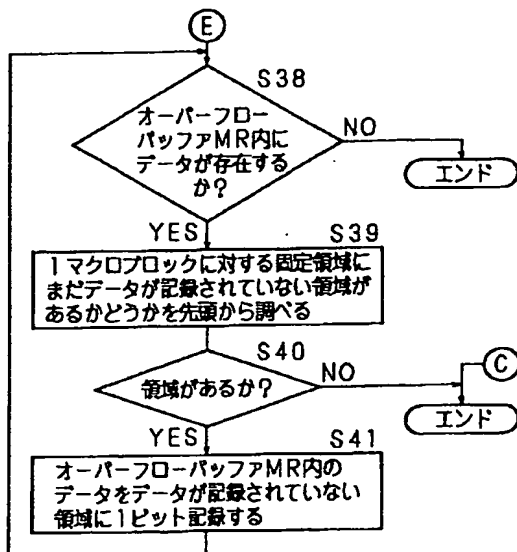 E
S38
オーバーフロー
バッファMR内に
データが存在する
か?
NO
エンド
YES
S39
1マクロブロックに対する固定領域に
まだデータが記録されていない領域が
あるかどうかを先頭から調べる
S40
領域があるか?
NO
C
エンド
YES
S41
オーバーフローバッファMR内の
データをデータが記録されていない
領域に1ビット記録する